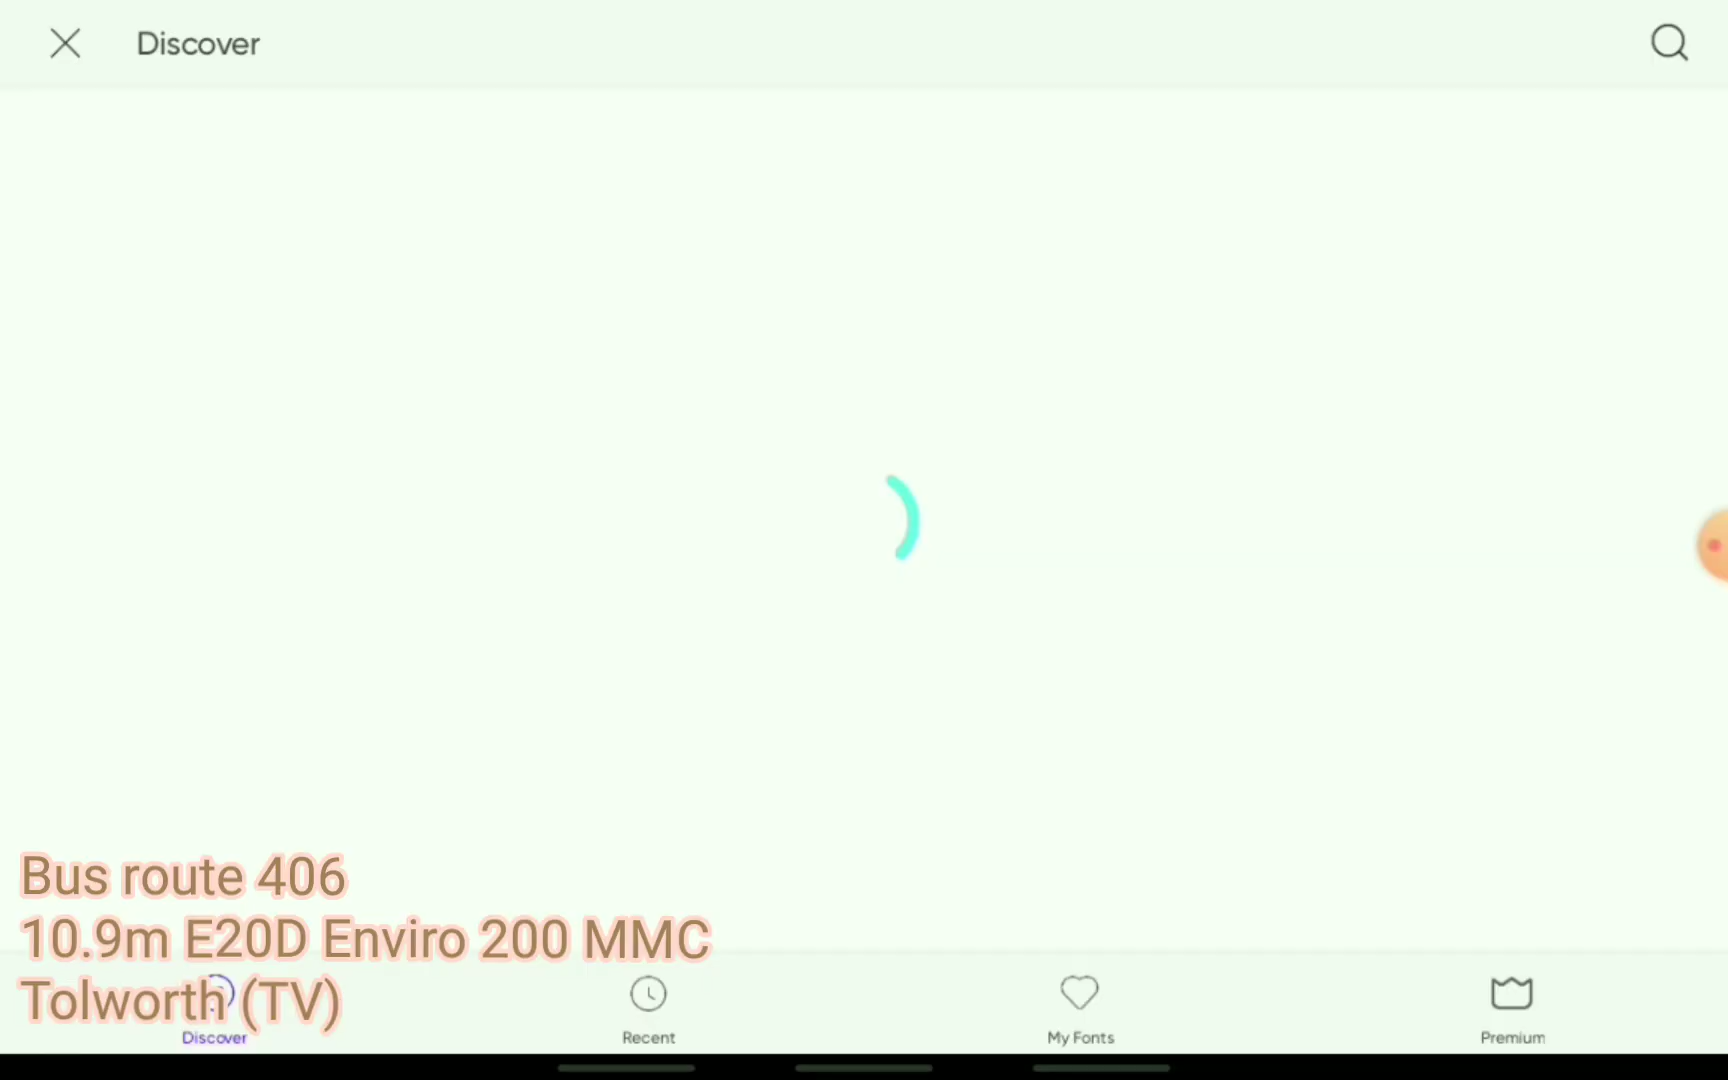 Discover
Bus route 406
10.9m E20D Enviro 200 MMC
Tolworth (TV)
Discover
Recent
My Fonts
Premium